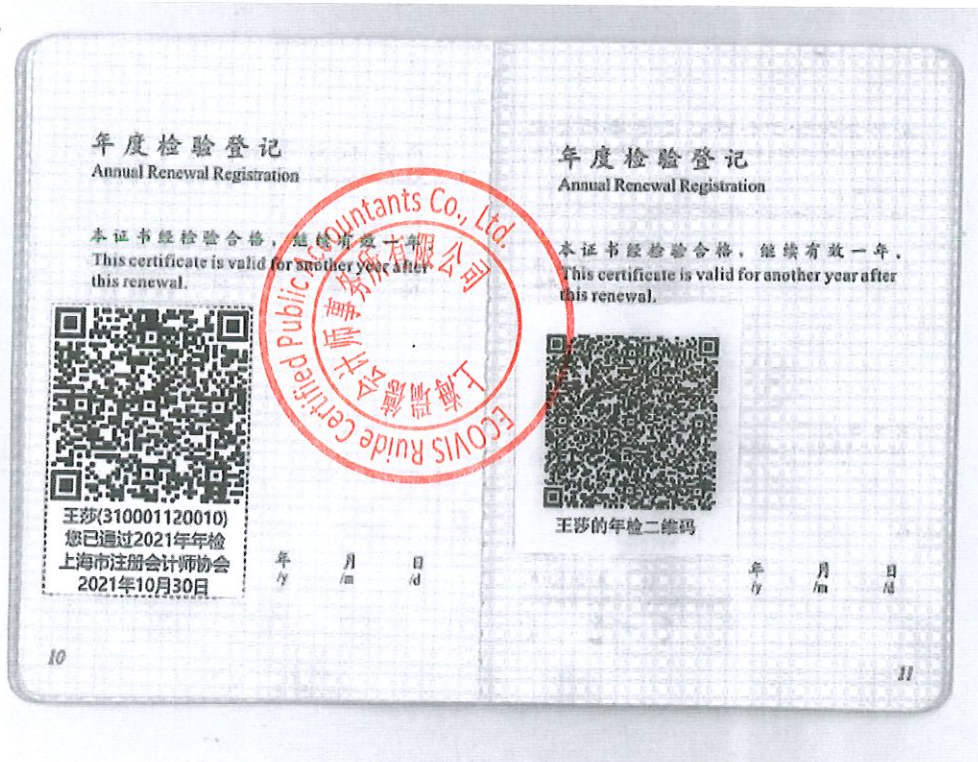 年度检验登记
Annual Renewal Registration
本证书经检验合格，继续有效一年。
This certificate is valid for another year after
this renewal.
王莎(310001120010)
您已通过2021年年检
上海市注册会计师协会
2021年10月30日
年 月 日
/y /m /d
10
ECOVIS Ruide Certified Public Accountants Co., Ltd.
上海瑞德会计师事务所有限公司
年度检验登记
Annual Renewal Registration
本证书经检验合格，继续有效一年。
This certificate is valid for another year after
this renewal.
王莎的年检二维码
年 月 日
/y /m /d
11